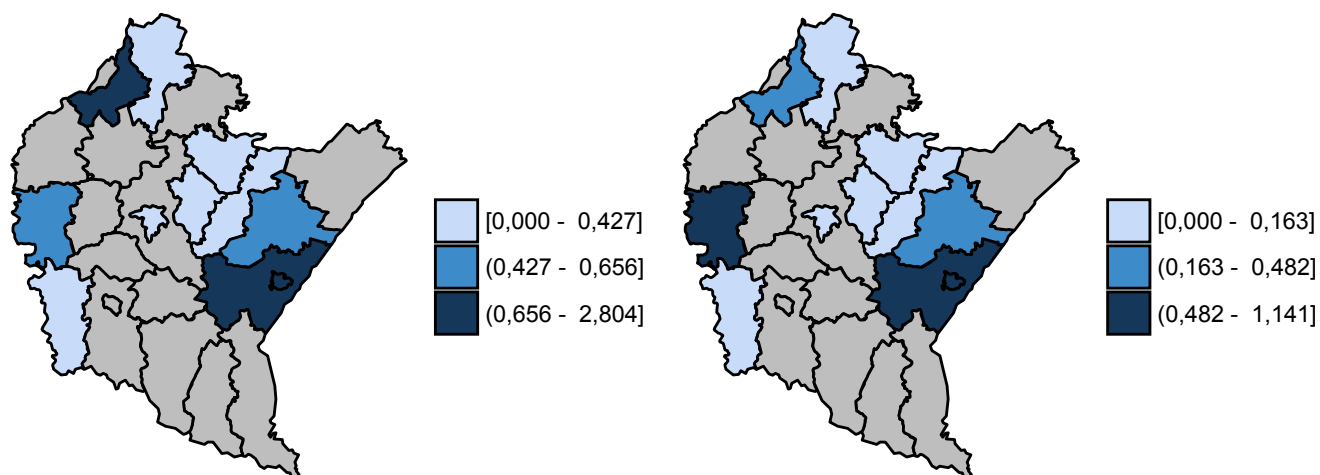 [0,000 - 0,427]
(0,427 - 0,656]
(0,656 - 2,804]
[0,000 - 0,163]
(0,163 - 0,482]
(0,482 - 1,141]